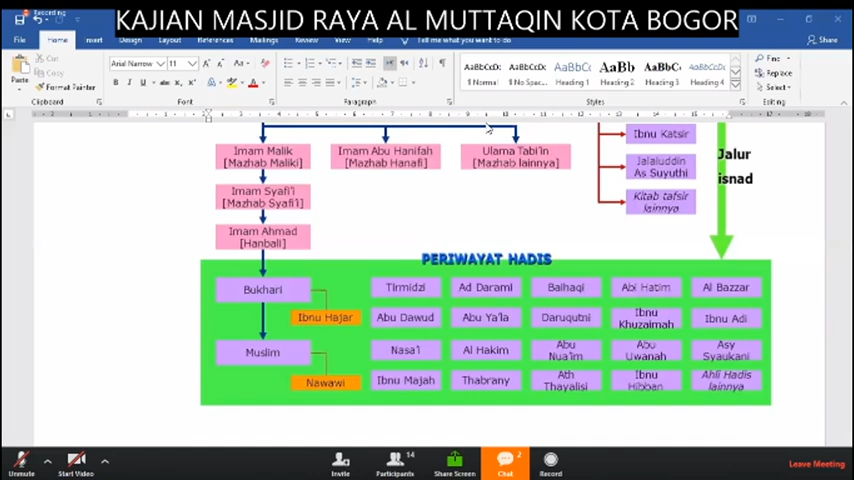 Recording
KAJIAN MASJID RAYA AL MUTTAQIN KOTA BOGOR
File Home Insert Design Layout References Mailings Review View Tell me what you want to do Share
Paste Cut Copy Format Painter
Arial Narrow 11
AaBbCcDc AaBbCcDc AaBbCc AaBb AaBbC AaBbCc
1 Normal 1 No Spac... Heading 1 Heading 2 Heading 3 Heading 4
Find
Replace
Select
Clipboard Font Paragraph Styles Editing
Imam Malik
[Mazhab Maliki]
Imam Abu Hanifah
[Mazhab Hanafi]
Ulama Tabi'in
[Mazhab lainnya]
Imam Syafi'i
[Mazhab Syafi'i]
Imam Ahmad
[Hanbali]
Ibnu Katsir
Jalaluddin
As Suyuthi
Kitab tafsir
lainnya
Jalur
isnad
PERIWAYAT HADIS
Bukhari
Ibnu Hajar
Muslim
Nawawi
Tirmidzi Ad Darami Baihaqi Abi Hatim Al Bazzar
Abu Dawud Abu Ya'la Daruqutni Ibnu Khuzaimah Ibnu Adi
Nasa'i Al Hakim Abu Nua'im Abu Uwanah Asy Syaukani
Ibnu Majah Thabrany Ath Thayalisi Ibnu Hibban Ahli Hadis lainnya
Unmute Start Video Invite Participants 14 Share Screen Chat 2 Record Leave Meeting